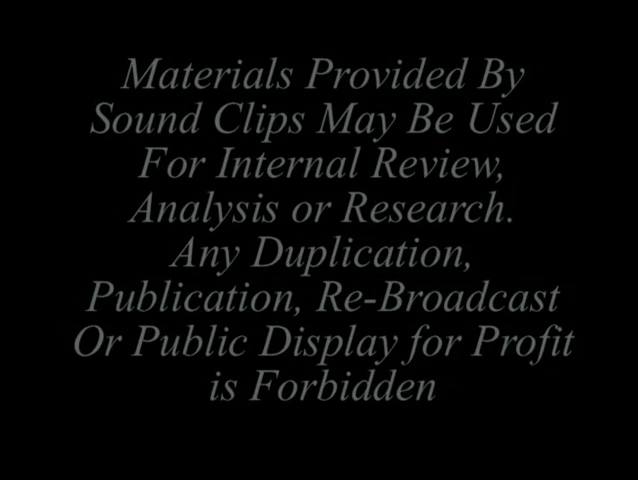 Materials Provided By
Sound Clips May Be Used
For Internal Review,
Analysis or Research.
Any Duplication,
Publication, Re-Broadcast
Or Public Display for Profit
is Forbidden